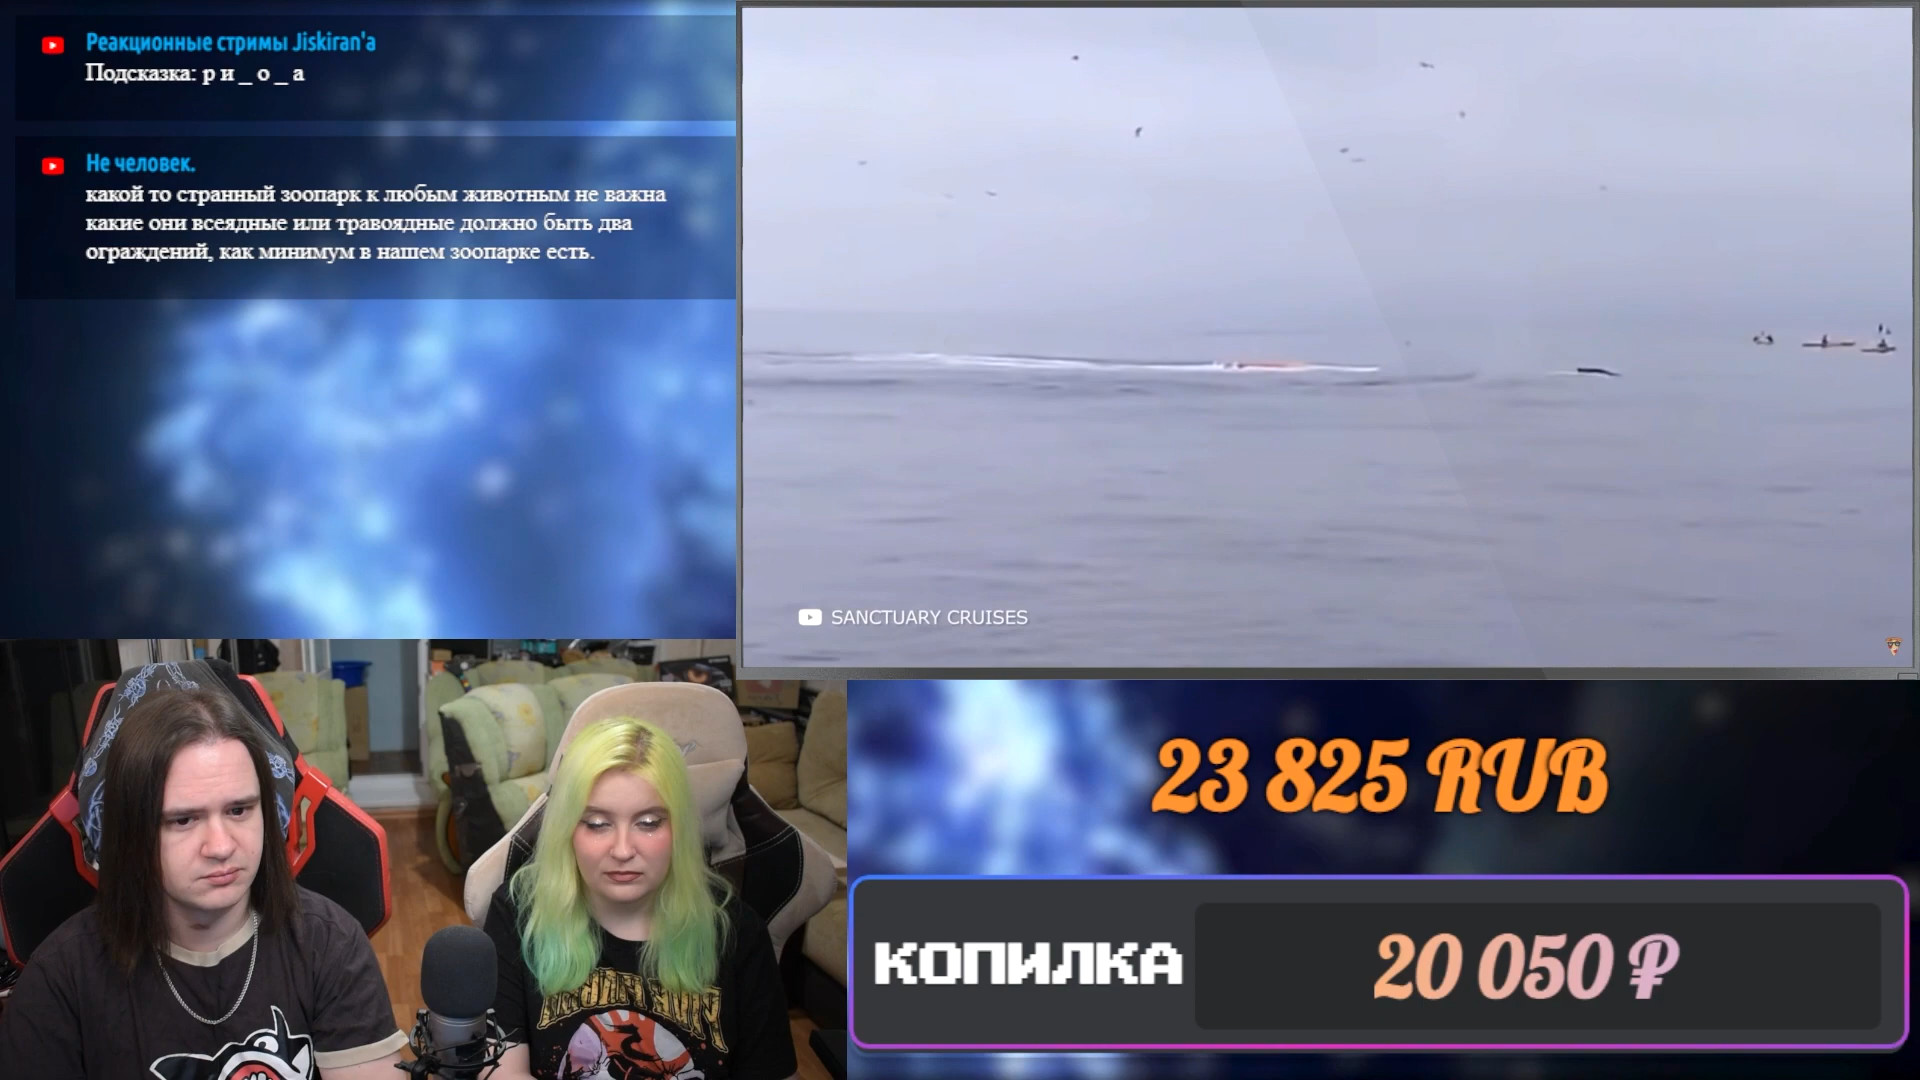 Реакционные стримы Jiskiran'a
Подсказка: р и _ о _ а
Не человек.
какой то странный зоопарк к любым животным не важна
какие они всеядные или травоядные должно быть два
ограждений, как минимум в нашем зоопарке есть.
SANCTUARY CRUISES
23 825 RUB
КОПИЛКА
20 050 ₽